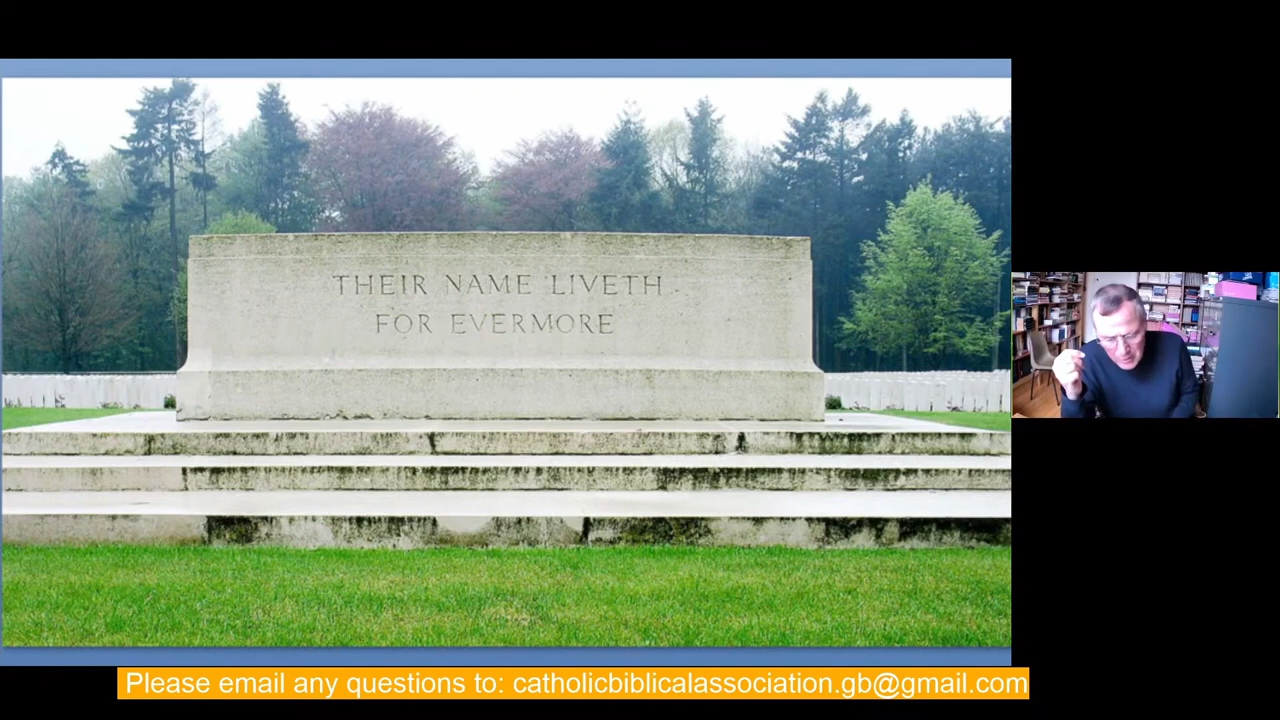 THEIR NAME LIVETH
FOR EVERMORE
Please email any questions to: catholicbiblicalassociation.gb@gmail.com